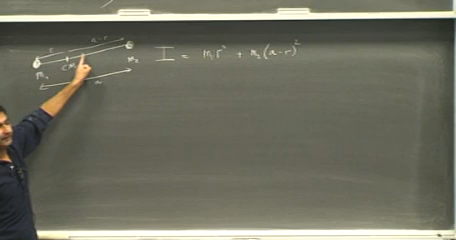 r a-r
I = m₁r² + m₂(a-r)²
m₁ CM m₂
a